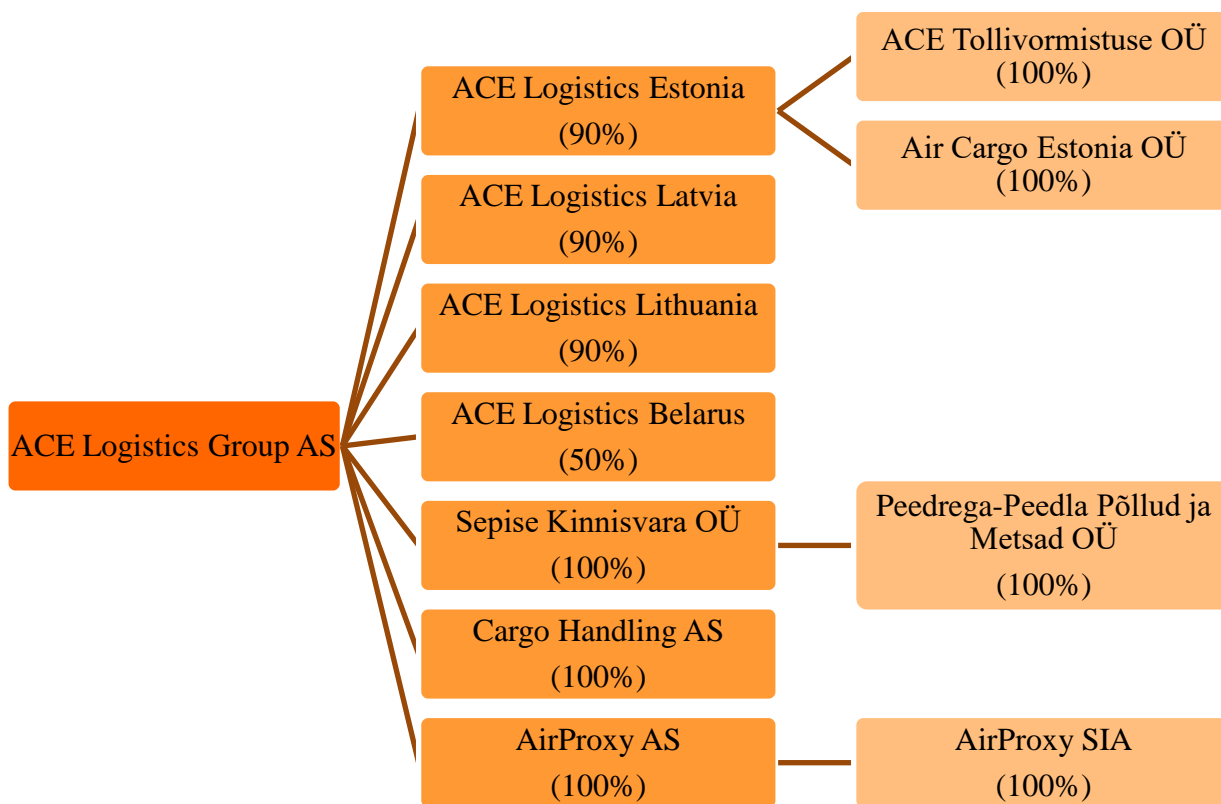 ACE Logistics Group AS
ACE Logistics Estonia
(90%)
ACE Tollivormistuse OÜ
(100%)
Air Cargo Estonia OÜ
(100%)
ACE Logistics Latvia
(90%)
ACE Logistics Lithuania
(90%)
ACE Logistics Belarus
(50%)
Sepise Kinnisvara OÜ
(100%)
Peedrega-Peedla Põllud ja
Metsad OÜ
(100%)
Cargo Handling AS
(100%)
AirProxy AS
(100%)
AirProxy SIA
(100%)